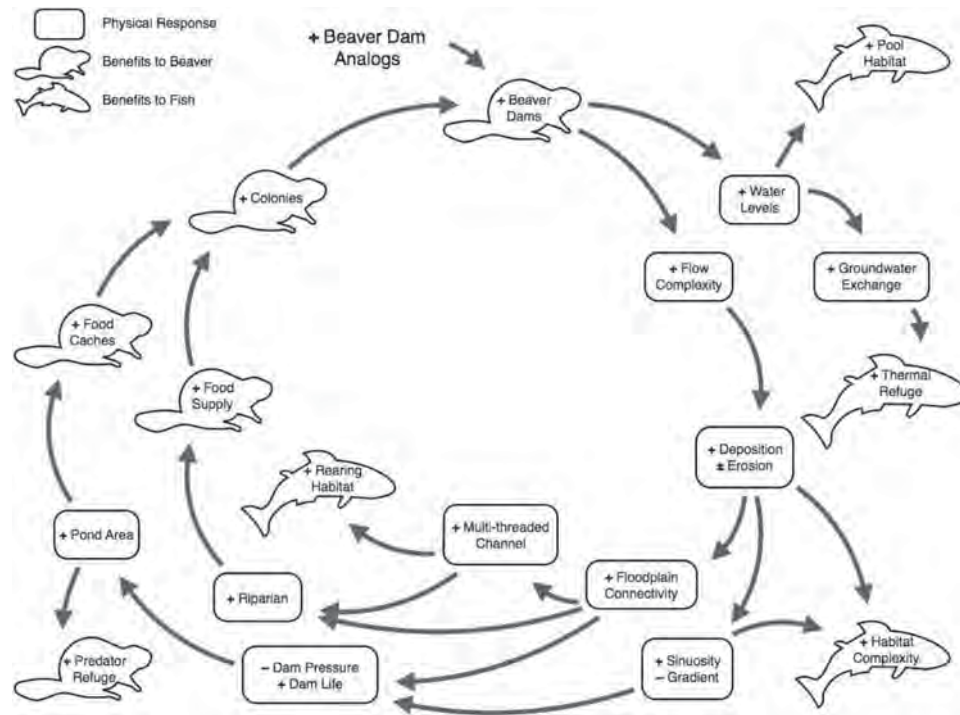 Physical Response
Benefits to Beaver
Benefits to Fish
+ Beaver Dam
Analogs
+ Beaver
Dams
+ Pool
Habitat
+ Colonies
+ Water
Levels
+ Flow
Complexity
+ Groundwater
Exchange
+ Food
Caches
+ Food
Supply
+ Thermal
Refuge
+ Deposition
± Erosion
+ Rearing
Habitat
+ Pond Area
+ Multi-threaded
Channel
+ Riparian
+ Floodplain
Connectivity
+ Predator
Refuge
– Dam Pressure
+ Dam Life
+ Sinuosity
– Gradient
+ Habitat
Complexity